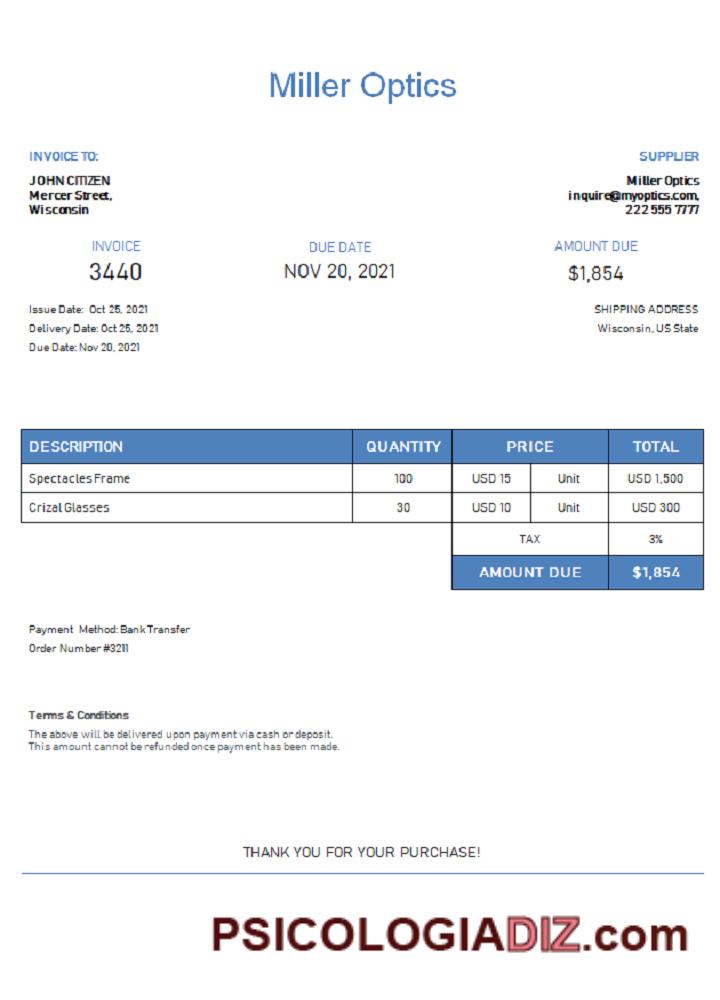 Miller Optics
INVOICE TO:
SUPPLIER
JOHN CITIZEN
Mercer Street,
Wisconsin
Miller Optics
inquire@myoptics.com,
222 555 7777
INVOICE
DUE DATE
AMOUNT DUE
3440
NOV 20, 2021
$1,854
Issue Date: Oct 25, 2021
Delivery Date: Oct 25, 2021
Due Date: Nov 20, 2021
SHIPPING ADDRESS
Wisconsin, US State
DESCRIPTION QUANTITY PRICE TOTAL
Spectacles Frame 100 USD 15 Unit USD 1,500
Crizal Glasses 30 USD 10 Unit USD 300
TAX 3%
AMOUNT DUE $1,854
Payment Method: Bank Transfer
Order Number #3211
Terms & Conditions
The above will be delivered upon payment via cash or deposit.
This amount cannot be refunded once payment has been made.
THANK YOU FOR YOUR PURCHASE!
PSICOLOGIADIZ.com